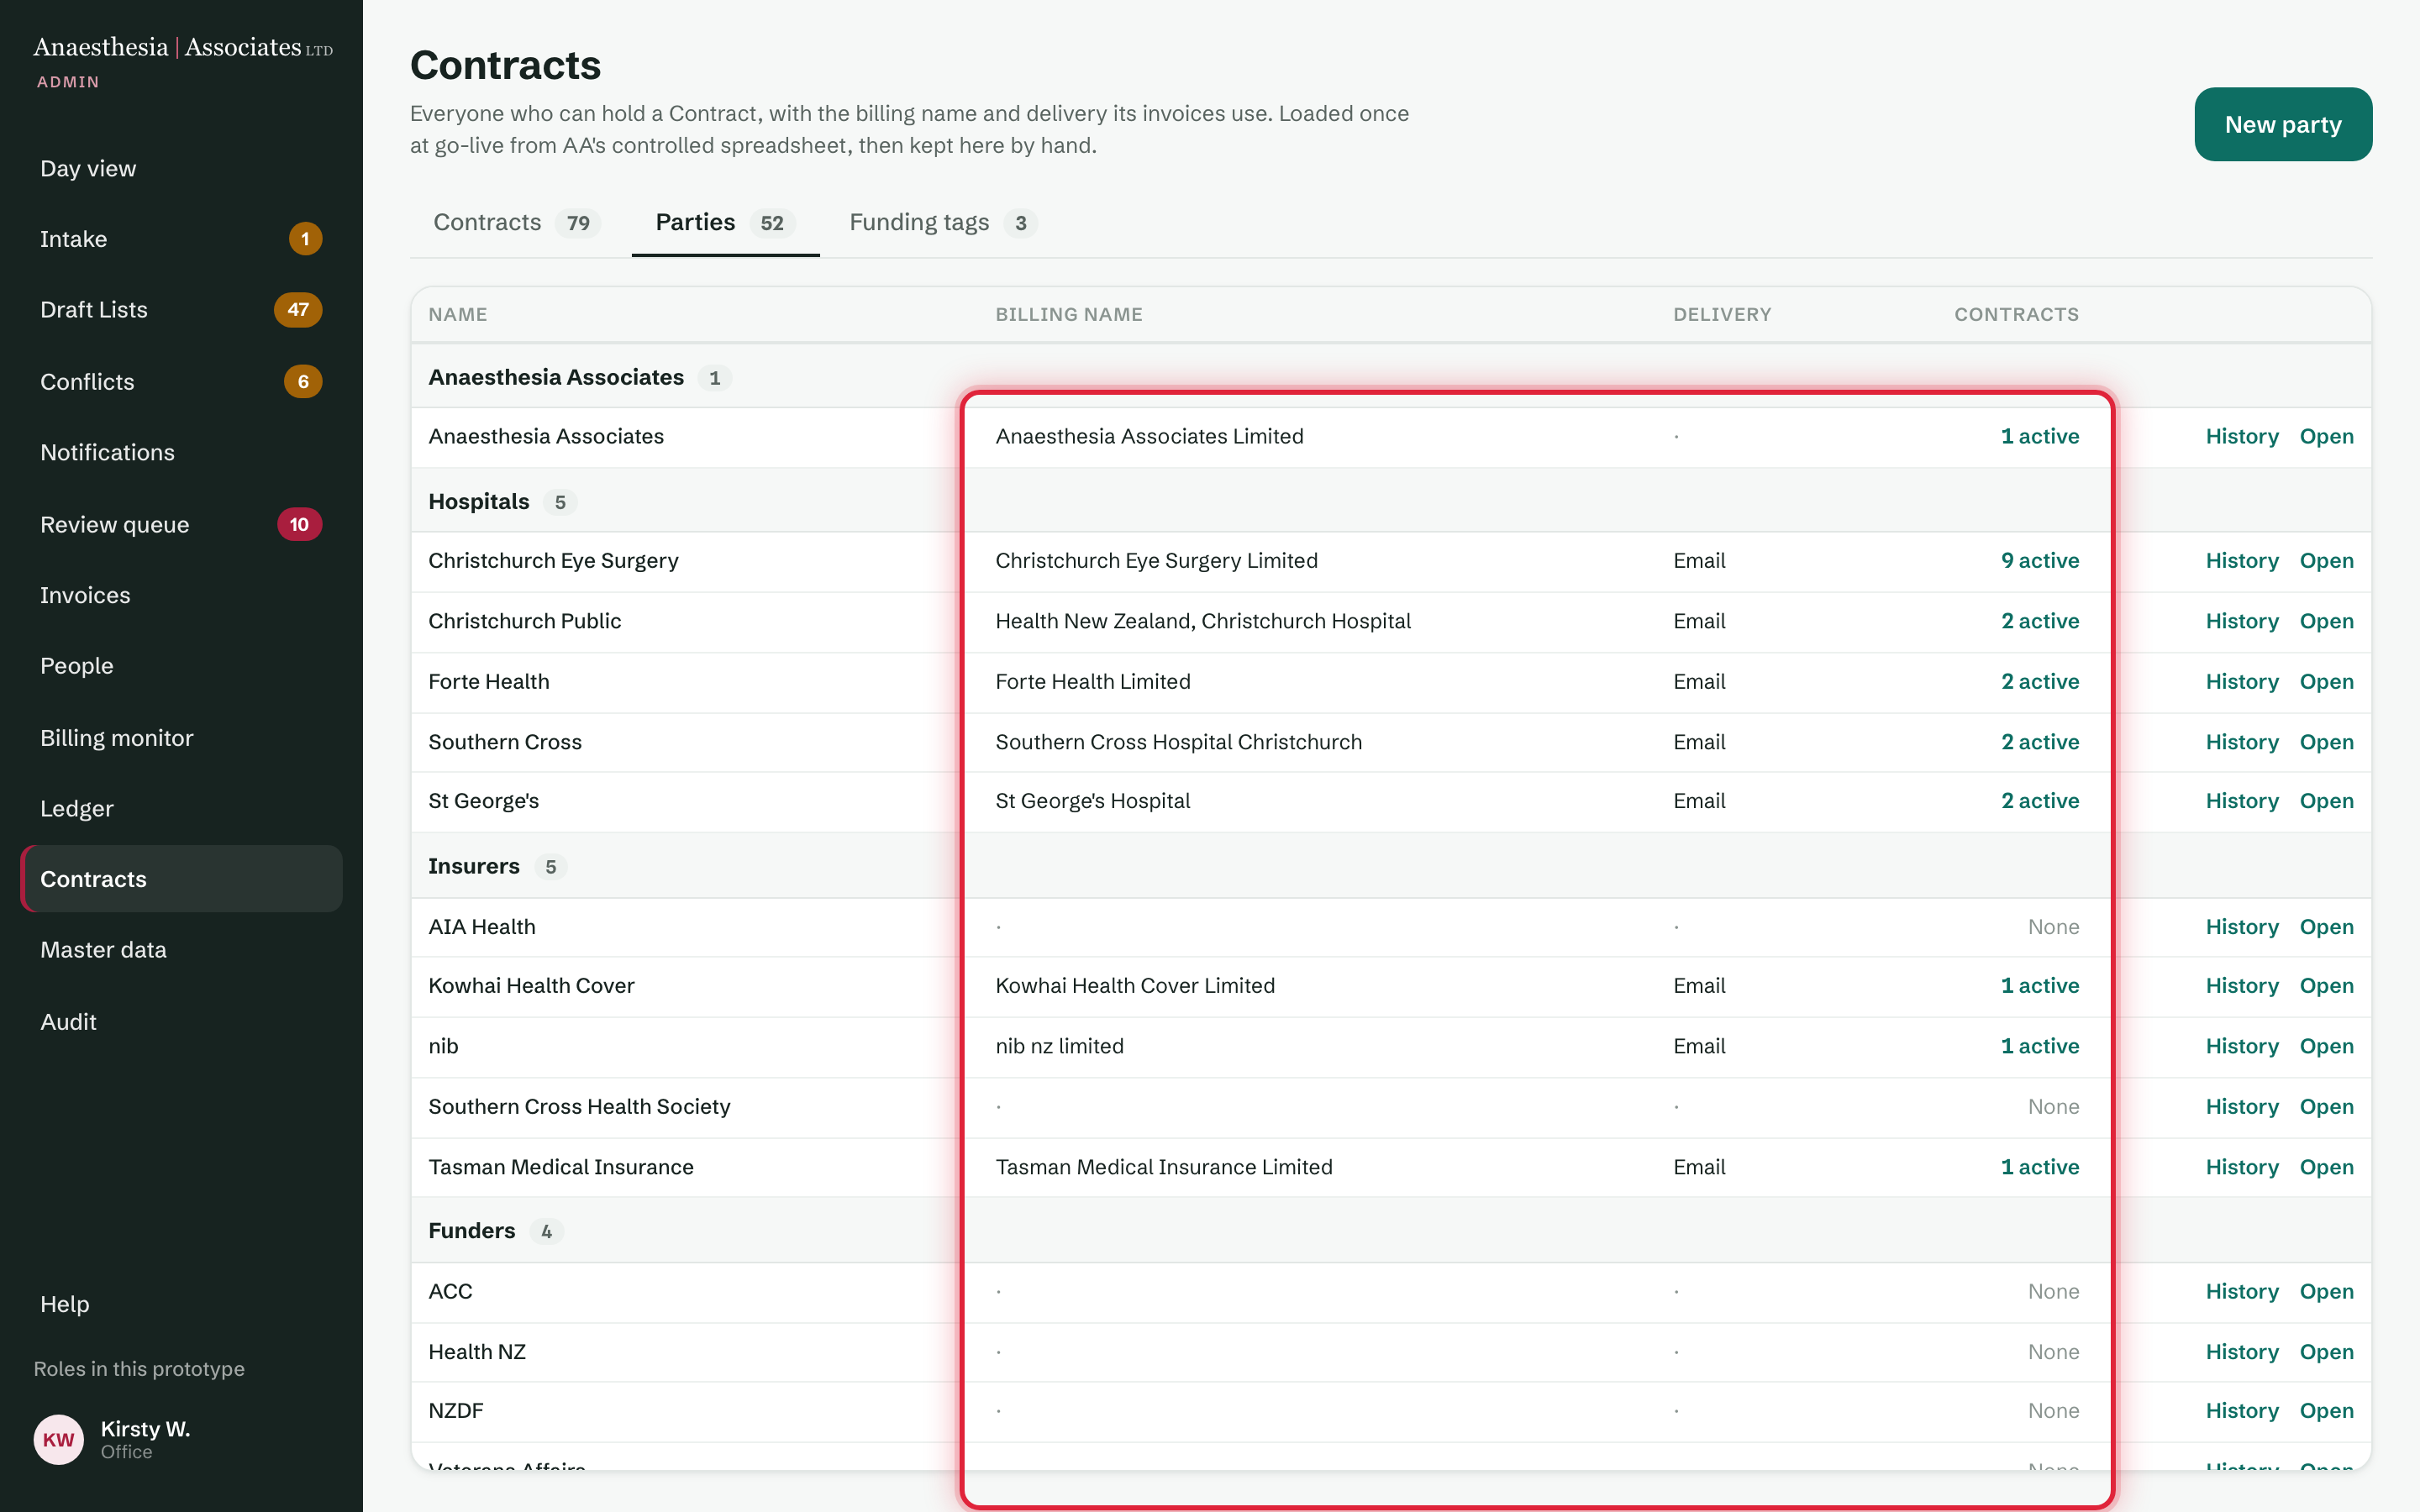 Anaesthesia | Associates LTD
ADMIN
Day view
Intake 1
Draft Lists 47
Conflicts 6
Notifications
Review queue 10
Invoices
People
Billing monitor
Ledger
Contracts
Master data
Audit
Help
Roles in this prototype
KW Kirsty W.
Office
Contracts
Everyone who can hold a Contract, with the billing name and delivery its invoices use. Loaded once
at go-live from AA's controlled spreadsheet, then kept here by hand.
New party
Contracts 79 Parties 52 Funding tags 3
NAME BILLING NAME DELIVERY CONTRACTS
Anaesthesia Associates 1
Anaesthesia Associates Anaesthesia Associates Limited · 1 active History Open
Hospitals 5
Christchurch Eye Surgery Christchurch Eye Surgery Limited Email 9 active History Open
Christchurch Public Health New Zealand, Christchurch Hospital Email 2 active History Open
Forte Health Forte Health Limited Email 2 active History Open
Southern Cross Southern Cross Hospital Christchurch Email 2 active History Open
St George's St George's Hospital Email 2 active History Open
Insurers 5
AIA Health · · None History Open
Kowhai Health Cover Kowhai Health Cover Limited Email 1 active History Open
nib nib nz limited Email 1 active History Open
Southern Cross Health Society · · None History Open
Tasman Medical Insurance Tasman Medical Insurance Limited Email 1 active History Open
Funders 4
ACC · · None History Open
Health NZ · · None History Open
NZDF · · None History Open
Veterans Affairs None History Open